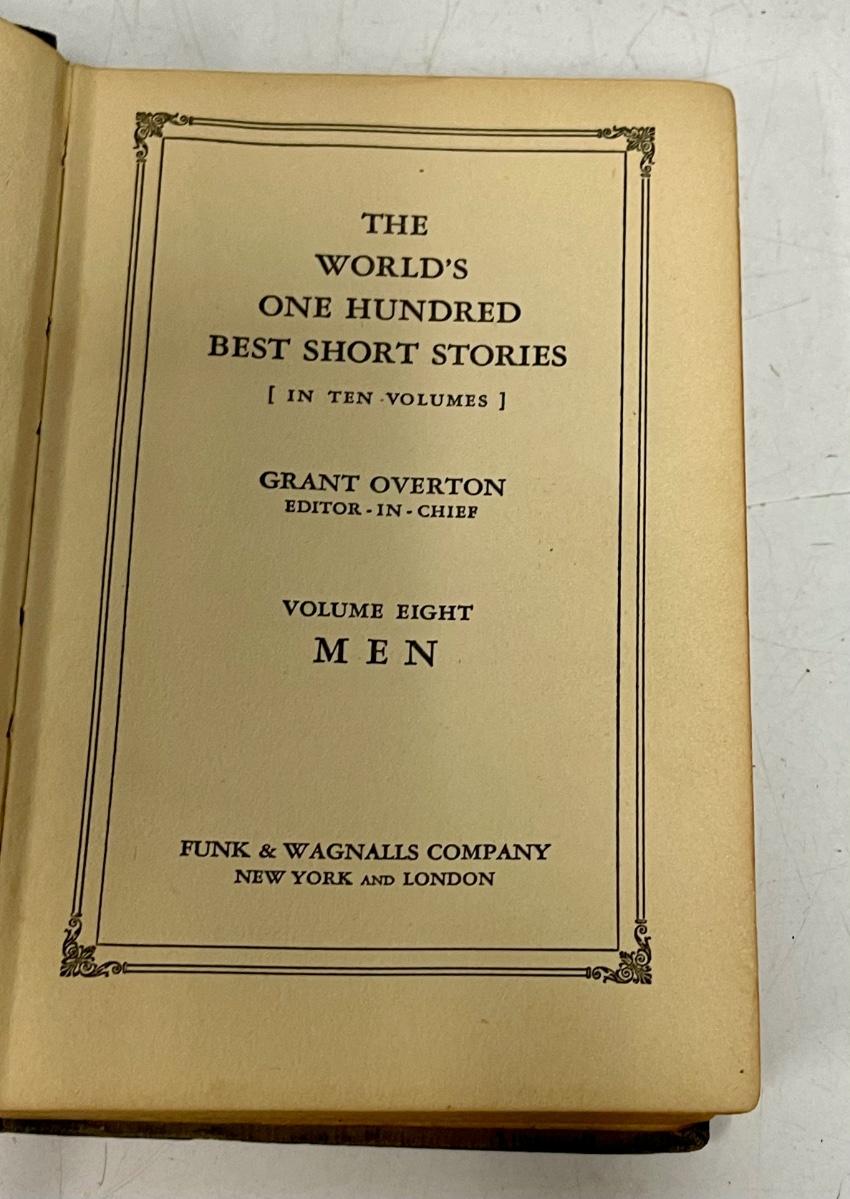 THE
WORLD'S
ONE HUNDRED
BEST SHORT STORIES
[ IN TEN VOLUMES ]
GRANT OVERTON
EDITOR-IN-CHIEF
VOLUME EIGHT
MEN
FUNK & WAGNALLS COMPANY
NEW YORK AND LONDON